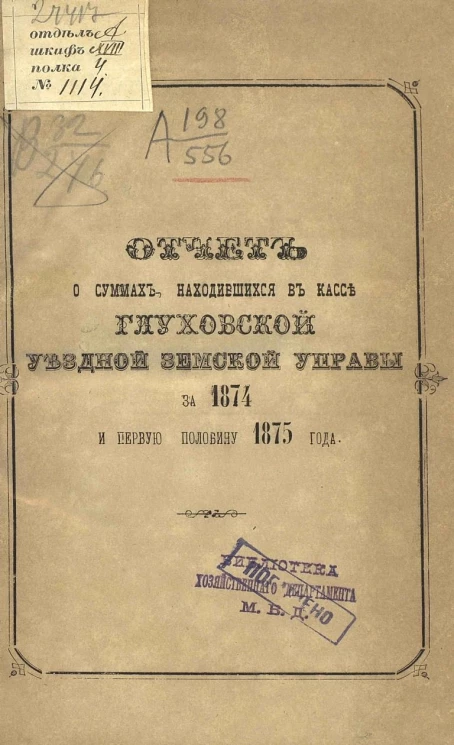 отдѣлъ А
шкифъ XVIII
полка 4
№ 1114.
А 198
556
ОТЧЕТЪ
О СУММАХЪ, НАХОДИВШИХСЯ ВЪ КАССѢ
ГЛУХОВСКОЙ
УѢЗДНОЙ ЗЕМСКОЙ УПРАВЫ
ЗА 1874
И ПЕРВУЮ ПОЛОВИНУ 1875 ГОДА.
БИБЛІОТЕКА
ХОЗЯЙСТВЕННАГО ДЕПАРТАМЕНТА
М. В. Д.